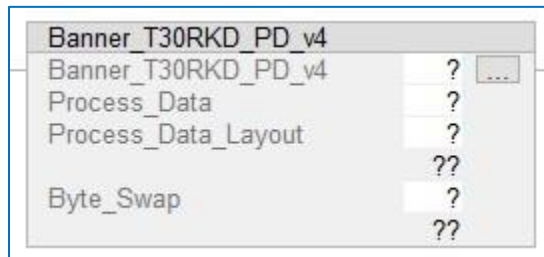 Banner_T30RKD_PD_v4
Banner_T30RKD_PD_v4 ? ...
Process_Data ?
Process_Data_Layout ?
??
Byte_Swap ?
??